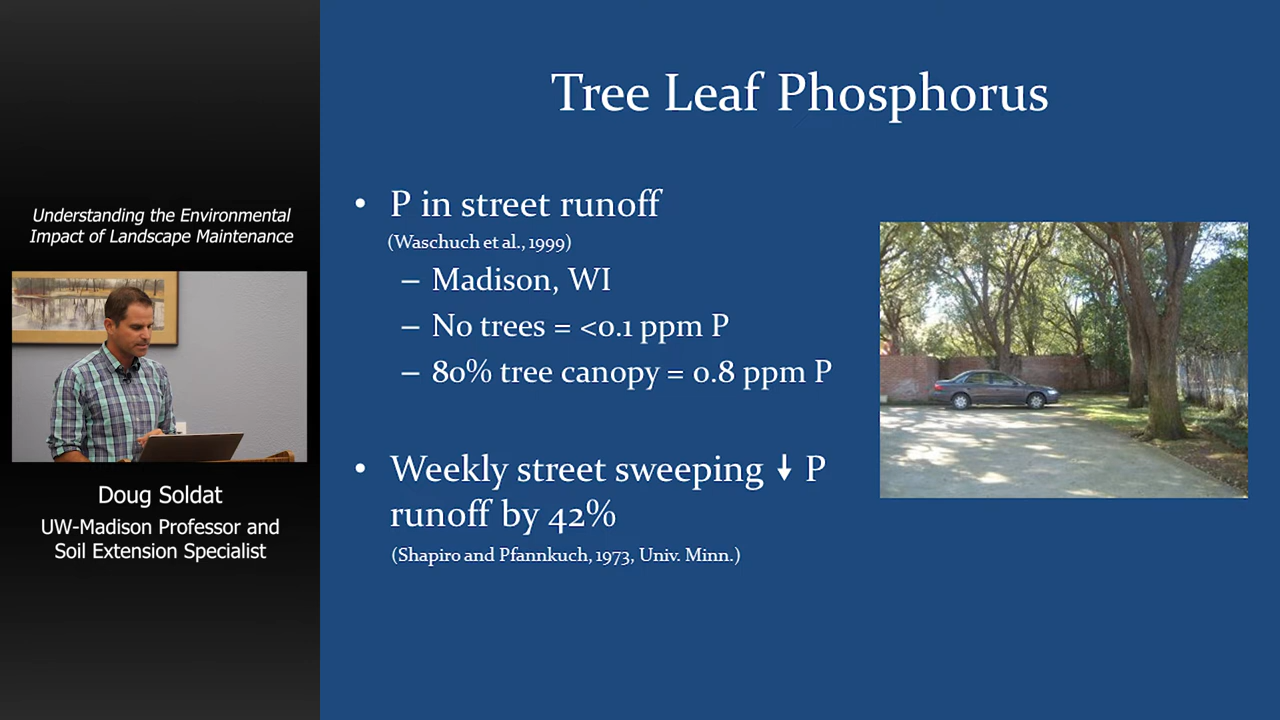 Understanding the Environmental
Impact of Landscape Maintenance
Doug Soldat
UW-Madison Professor and
Soil Extension Specialist
Tree Leaf Phosphorus
• P in street runoff
(Waschuch et al., 1999)
– Madison, WI
– No trees = <0.1 ppm P
– 80% tree canopy = 0.8 ppm P
• Weekly street sweeping ↓ P
runoff by 42%
(Shapiro and Pfannkuch, 1973, Univ. Minn.)